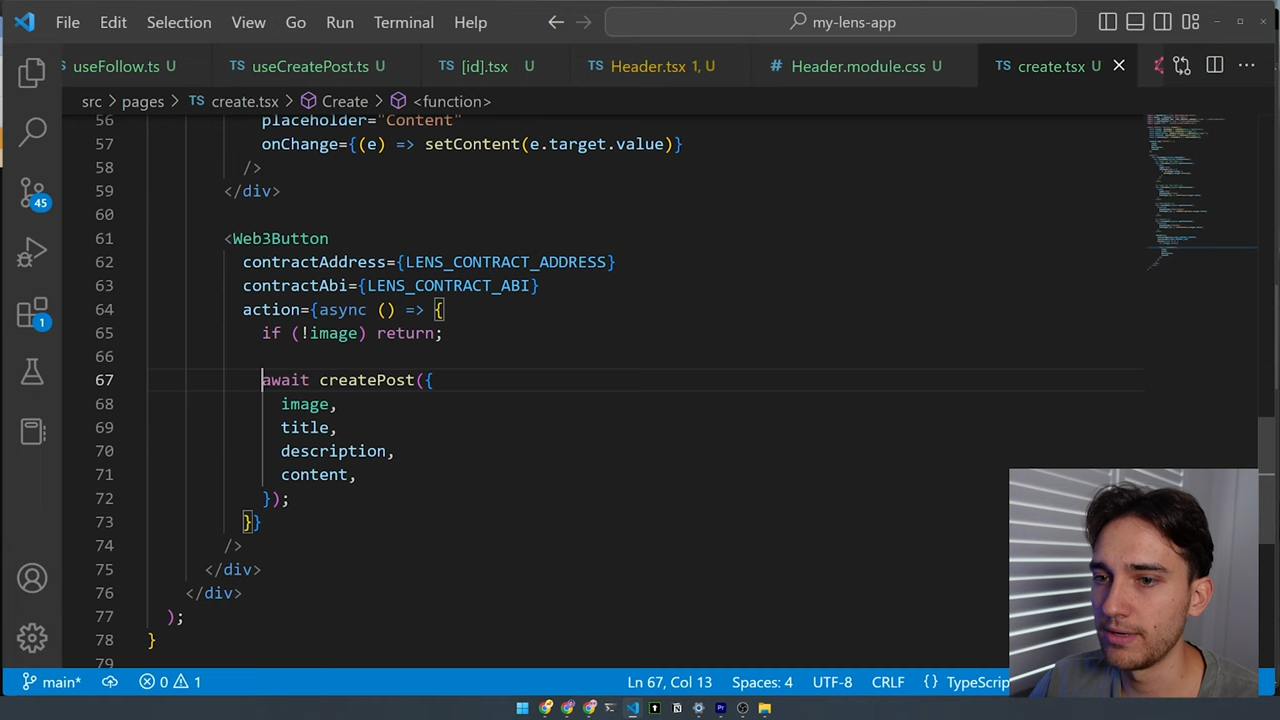 File Edit Selection View Go Run Terminal Help my-lens-app
useFollow.ts U TS useCreatePost.ts U TS [id].tsx U TS Header.tsx 1, U # Header.module.css U TS create.tsx U
src > pages > TS create.tsx > Create > <function>
56 placeholder="Content"
57 onChange={(e) => setContent(e.target.value)}
58 />
59 </div>
60
61 <Web3Button
62 contractAddress={LENS_CONTRACT_ADDRESS}
63 contractAbi={LENS_CONTRACT_ABI}
64 action={async () => {
65 if (!image) return;
66
67 await createPost({
68 image,
69 title,
70 description,
71 content,
72 });
73 }}
74 />
75 </div>
76 </div>
77 );
78 }
79
45
1
main* 0 1 Ln 67, Col 13 Spaces: 4 UTF-8 CRLF {} TypeScrip